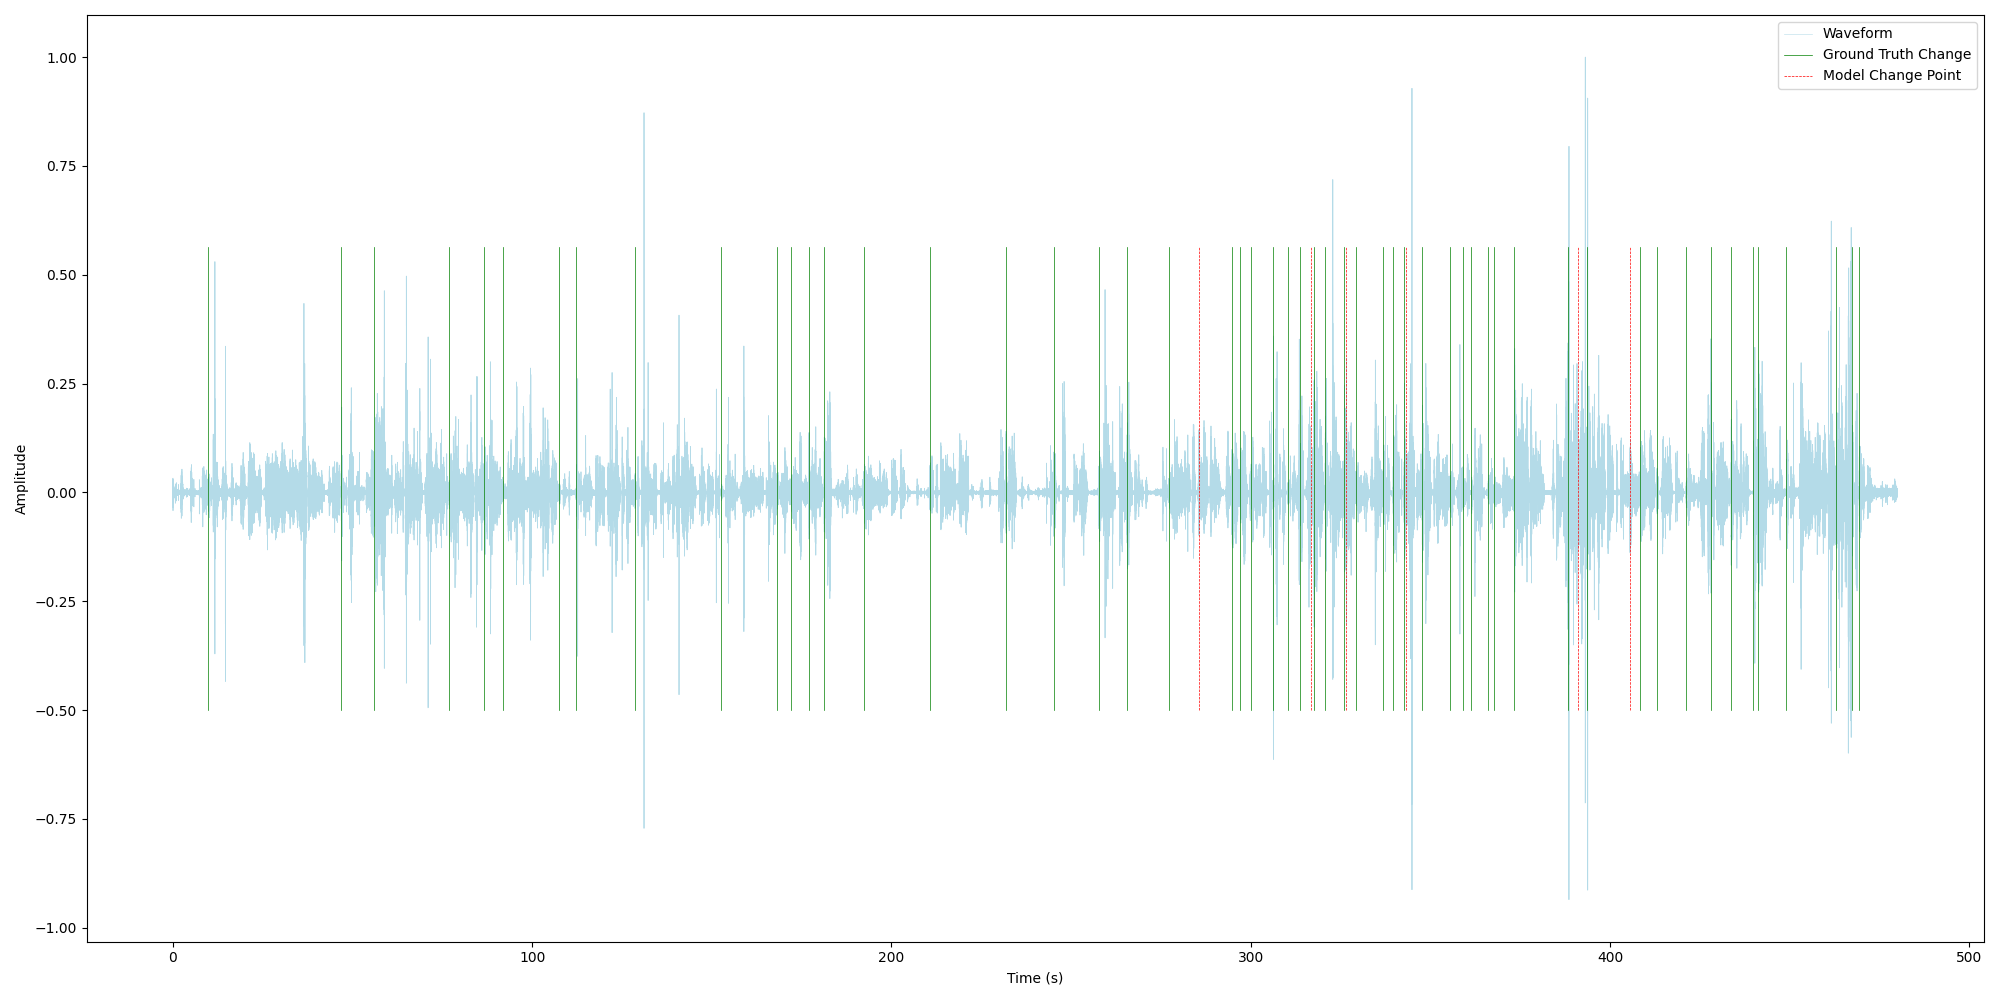 Waveform
Ground Truth Change
Model Change Point
1.00
0.75
0.50
0.25
0.00
−0.25
−0.50
−0.75
−1.00
Amplitude
0 100 200 300 400 500
Time (s)